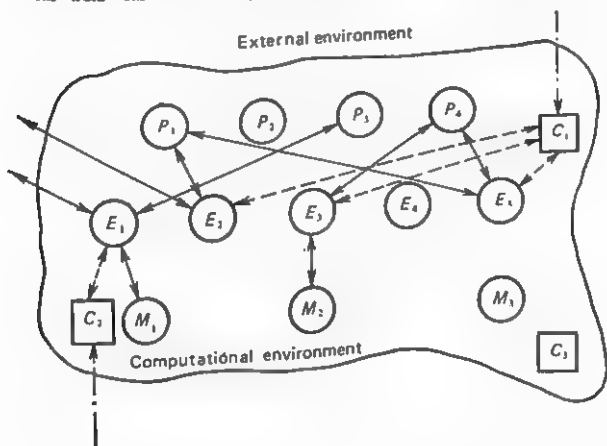 External environment
P₁ P₂ P₃ P₄ C₁
E₁ E₂ E₃ E₄ E₅
C₂ M₁ M₂ M₃
Computational environment C₃